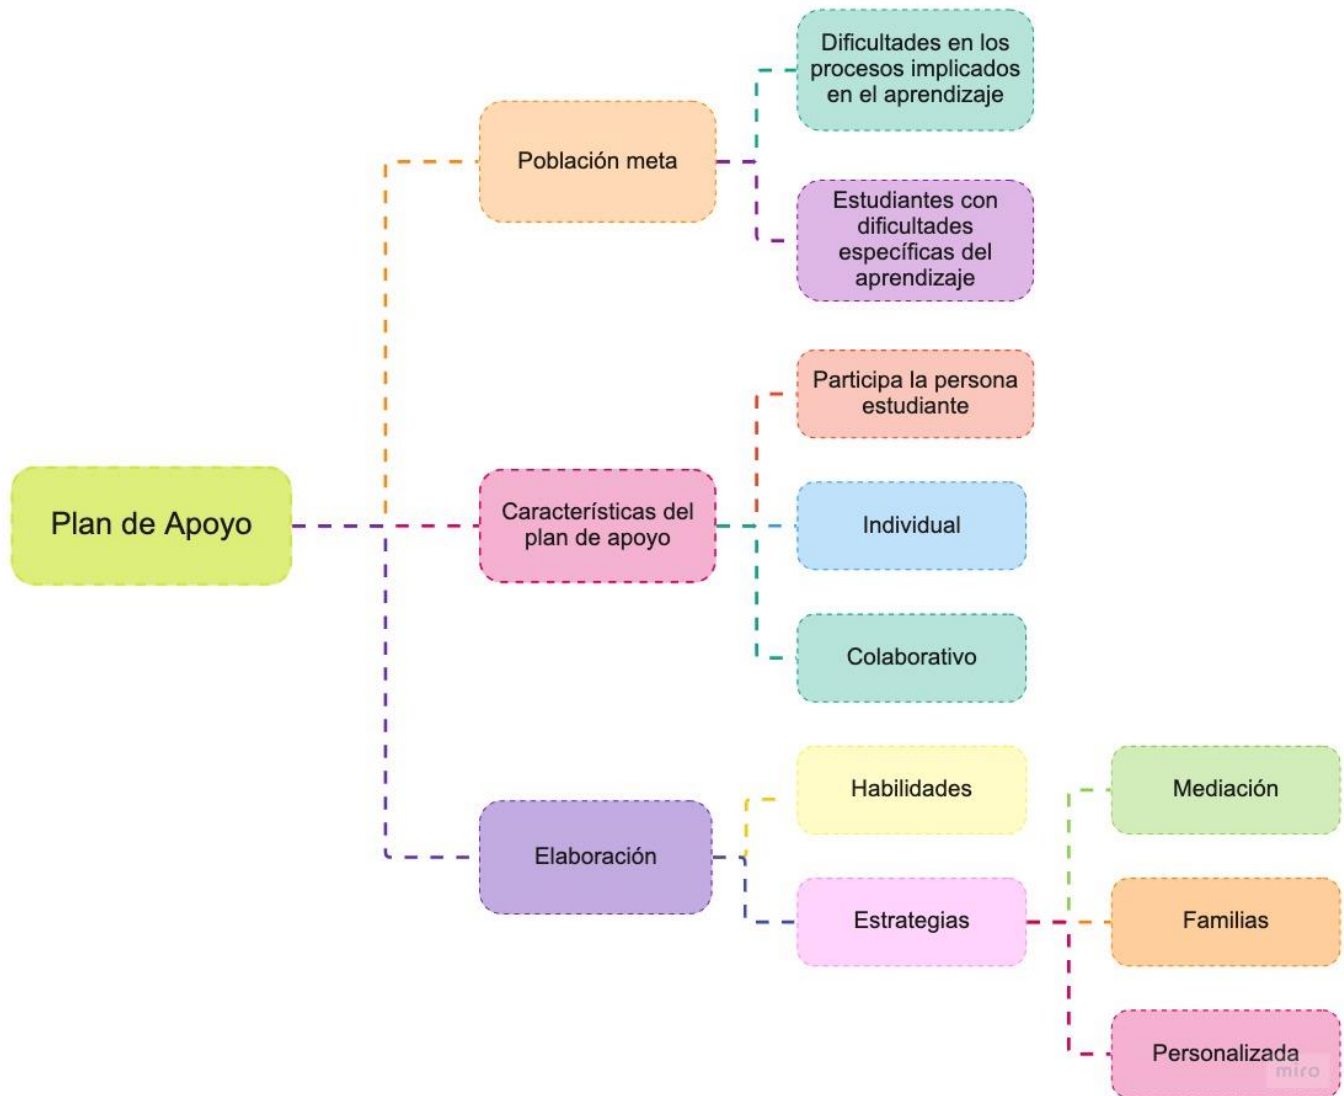 Plan de Apoyo
Población meta
Dificultades en los
procesos implicados
en el aprendizaje
Estudiantes con
dificultades
específicas del
aprendizaje
Características del
plan de apoyo
Participa la persona
estudiante
Individual
Colaborativo
Elaboración
Habilidades
Estrategias
Mediación
Familias
Personalizada
miro